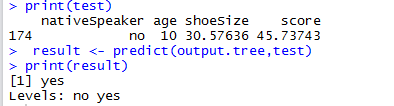 > print(test)
    nativeSpeaker age shoeSize    score
174            no  10 30.57636 45.73743
>  result <- predict(output.tree,test)
> print(result)
[1] yes
Levels: no yes